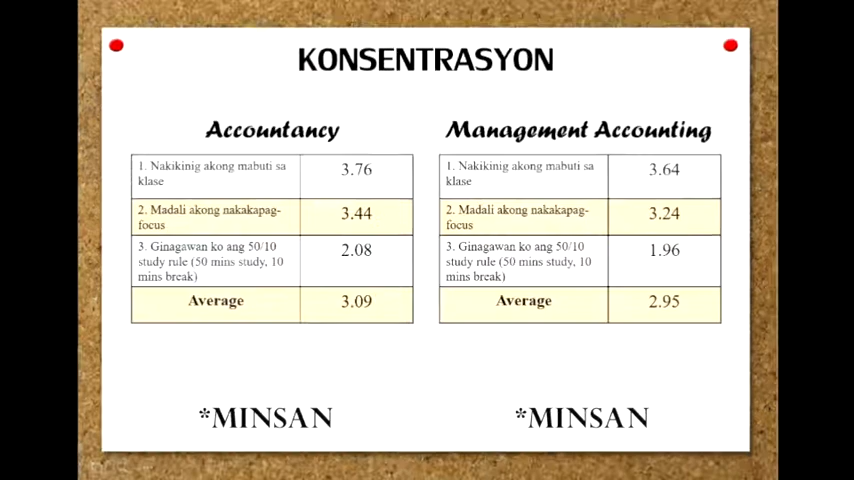 KONSENTRASYON
Accountancy
1. Nakikinig akong mabuti sa
klase
3.76
2. Madali akong nakakapag-
focus
3.44
3. Ginagawan ko ang 50/10
study rule (50 mins study, 10
mins break)
2.08
Average
3.09
*MINSAN
Management Accounting
1. Nakikinig akong mabuti sa
klase
3.64
2. Madali akong nakakapag-
focus
3.24
3. Ginagawan ko ang 50/10
study rule (50 mins study, 10
mins break)
1.96
Average
2.95
*MINSAN